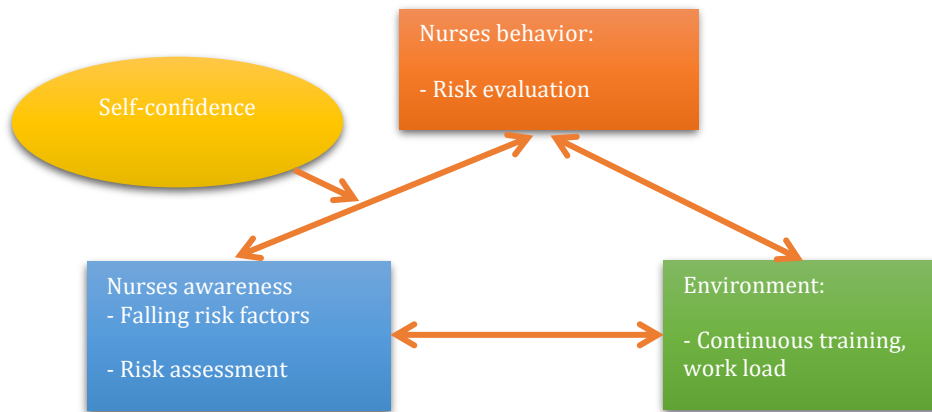 Nurses behavior:
- Risk evaluation
Self-confidence
Nurses awareness
- Falling risk factors
- Risk assessment
Environment:
- Continuous training,
work load